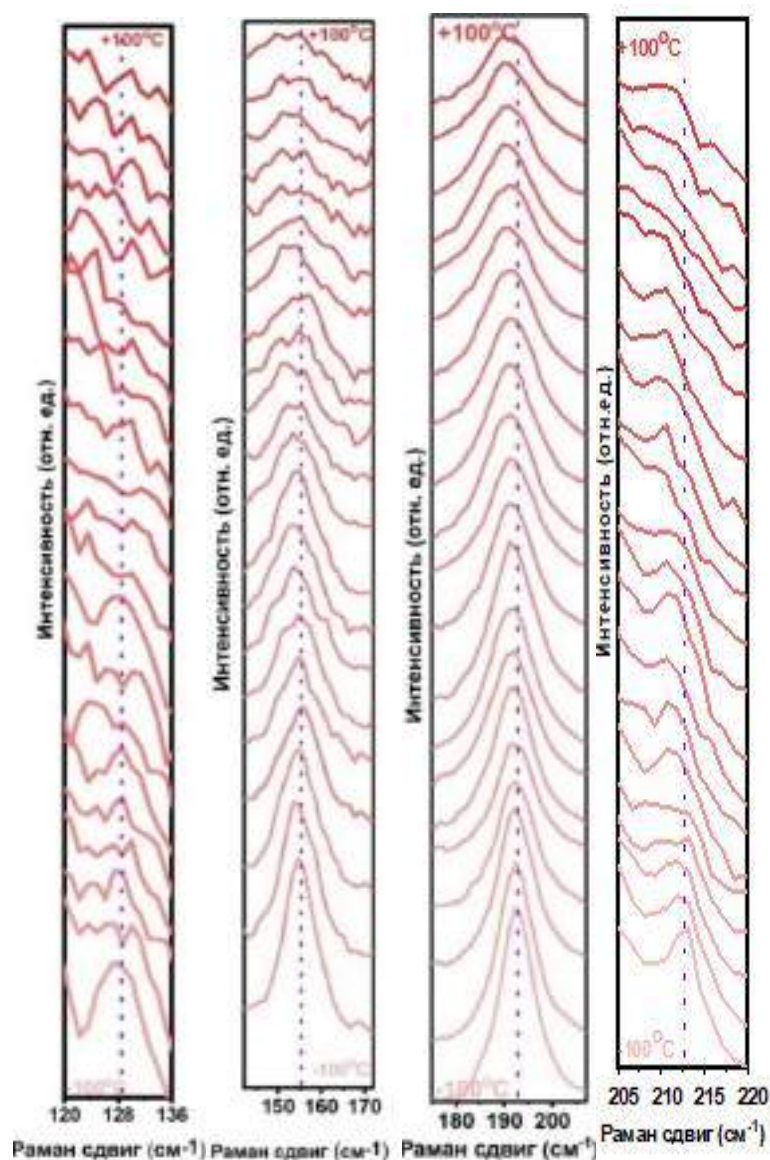 +100°C
-100°C
Интенсивность (отн. ед.)
120 128 136
Раман сдвиг (см-1)
+100°C
-100°C
Интенсивность (отн. ед.)
150 160 170
Раман сдвиг (см-1)
+100°C
-100°C
Интенсивность (отн. ед.)
180 190 200
Раман сдвиг (см-1)
+100°C
-100°C
Интенсивность (отн.ед.)
205 210 215 220
Раман сдвиг (см-1)